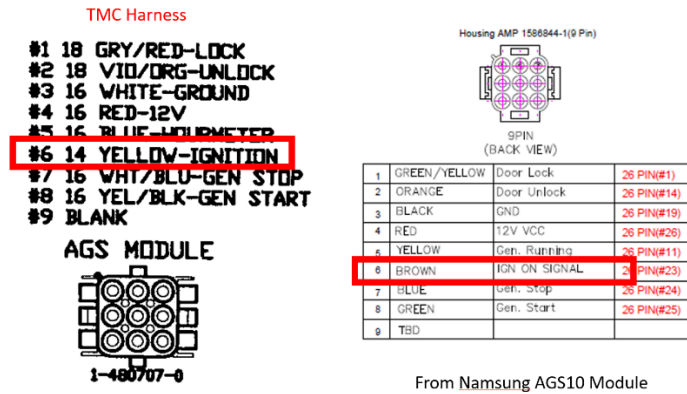 TMC Harness
#1 18 GRY/RED-LOCK
#2 18 VIO/ORG-UNLOCK
#3 16 WHITE-GROUND
#4 16 RED-12V
#5 16 BLUE-HOURMETER
#6 14 YELLOW-IGNITION
#7 16 WHT/BLU-GEN STOP
#8 16 YEL/BLK-GEN START
#9 BLANK
AGS MODULE
1-480707-0
Housing AMP 1586844-1(9 Pin)
9PIN
(BACK VIEW)
1 GREEN/YELLOW Door Lock 26 PIN(#1)
2 ORANGE Door Unlock 26 PIN(#14)
3 BLACK GND 26 PIN(#19)
4 RED 12V VCC 26 PIN(#26)
5 YELLOW Gen. Running 26 PIN(#11)
6 BROWN IGN ON SIGNAL 26 PIN(#23)
7 BLUE Gen. Stop 26 PIN(#24)
8 GREEN Gen. Start 26 PIN(#25)
9 TBD
From Namsung AGS10 Module